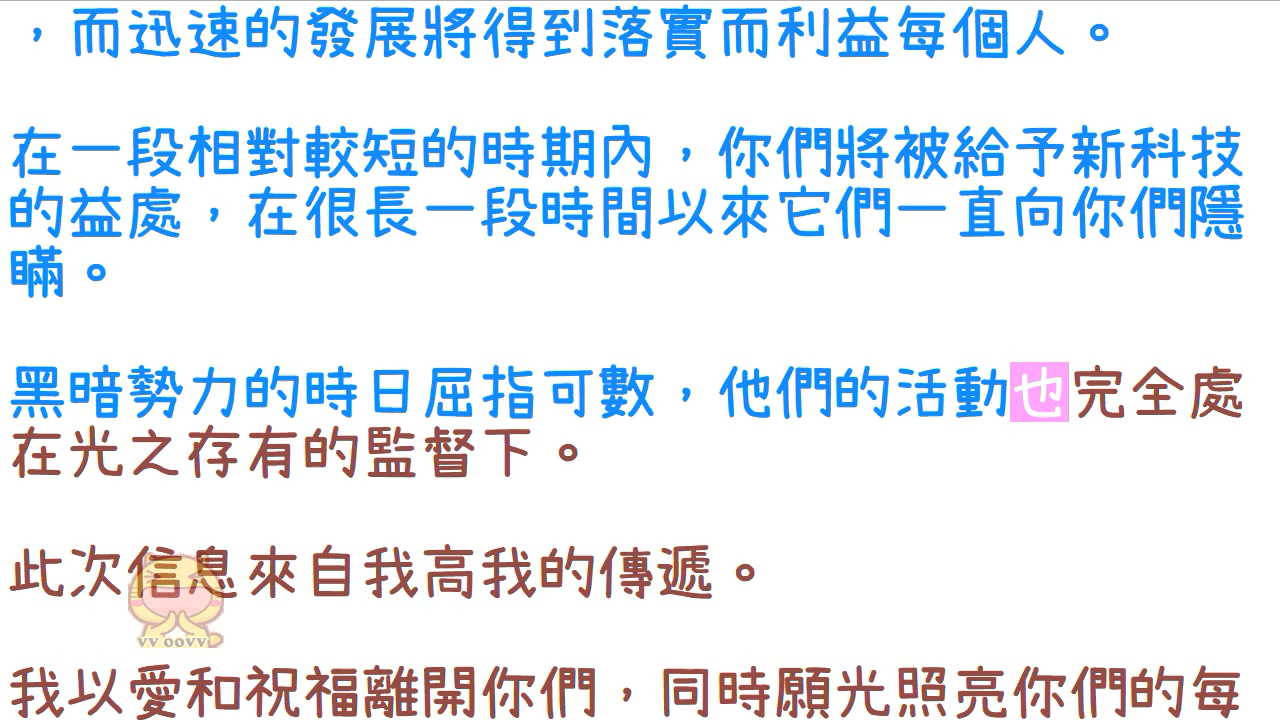 ，而迅速的發展將得到落實而利益每個人。
在一段相對較短的時期內，你們將被給予新科技
的益處，在很長一段時間以來它們一直向你們隱
瞞。
黑暗勢力的時日屈指可數，他們的活動也完全處
在光之存有的監督下。
此次信息來自我高我的傳遞。
vv oovv
我以愛和祝福離開你們，同時願光照亮你們的每